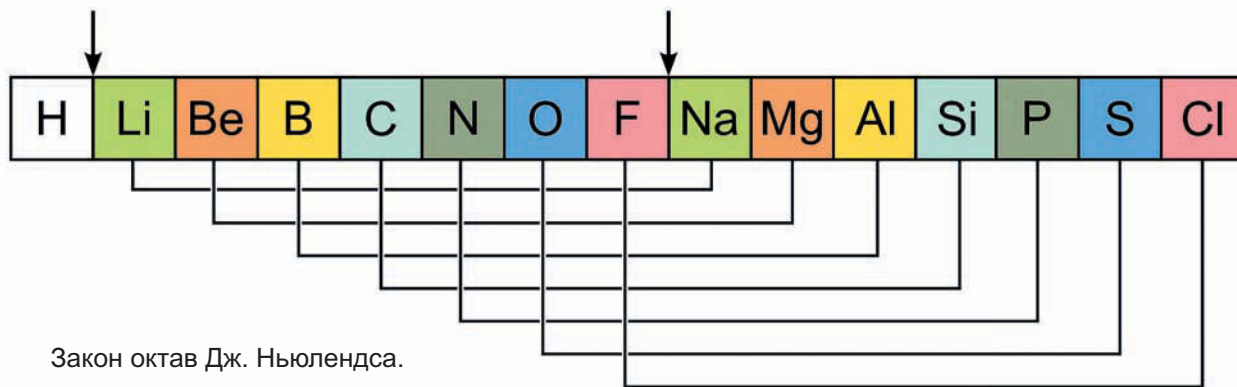 H Li Be B C N O F Na Mg Al Si P S Cl
Закон октав Дж. Ньюлендса.